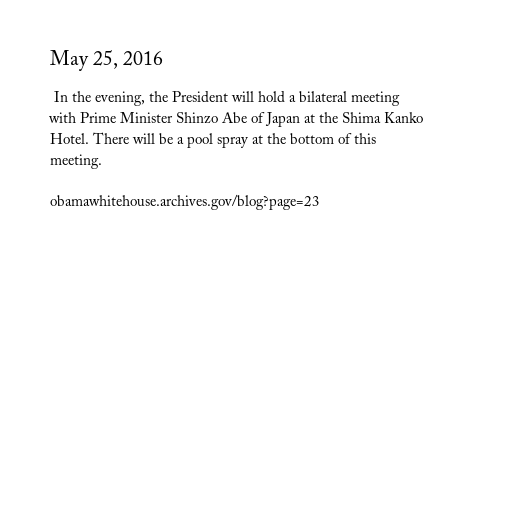 May 25, 2016
In the evening, the President will hold a bilateral meeting
with Prime Minister Shinzo Abe of Japan at the Shima Kanko
Hotel. There will be a pool spray at the bottom of this
meeting.
obamawhitehouse.archives.gov/blog?page=23